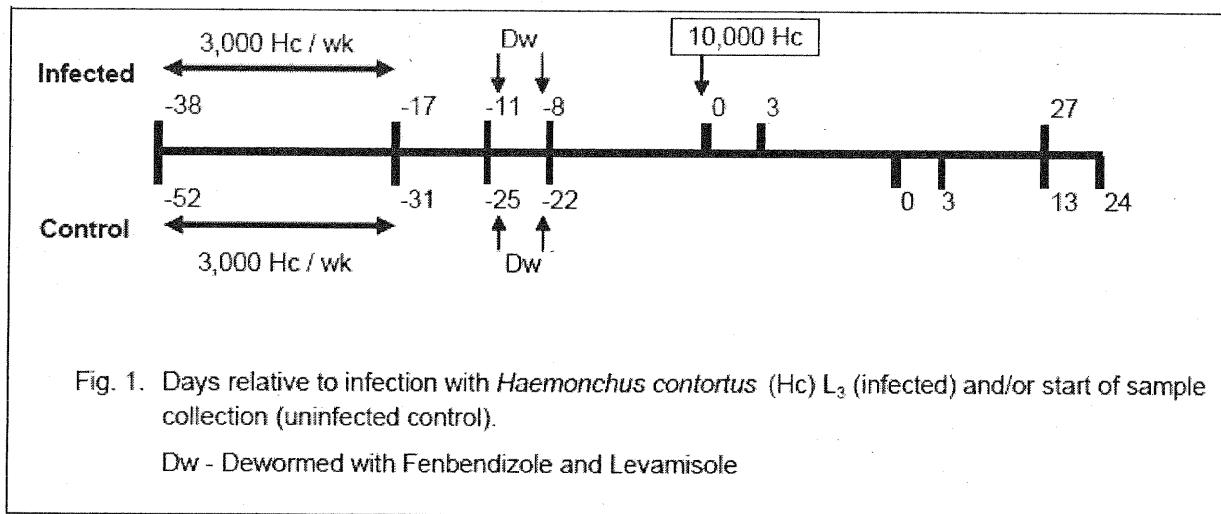 3,000 Hc / wk Dw 10,000 Hc
Infected
-38 -17 -11 -8 0 3 27
-52 -31 -25 -22 0 3 13 24
Control
3,000 Hc / wk Dw
Fig. 1. Days relative to infection with Haemonchus contortus (Hc) L₃ (infected) and/or start of sample
collection (uninfected control).
Dw - Dewormed with Fenbendizole and Levamisole